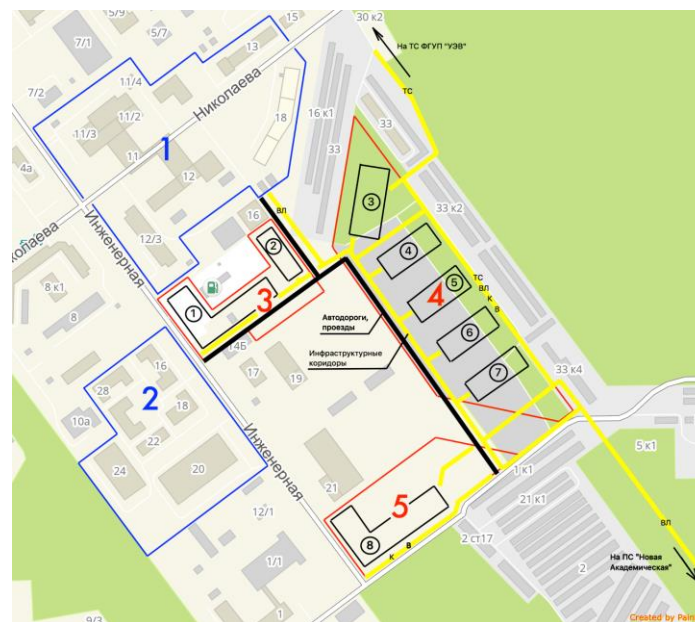 30 к2
На ТС ФГУП "УЭВ"
5/9
5/7
15
13
7/1
Николаева
ТС
11/4
7/2
16 к1
11/2
18
33
11/3
1
33
11
4а
12
3
33 к2
16
ВЛ
Инженерная
12/3
2
4
ТС
8 к1
5
ВЛ
3
4
К
1
В
8
Автодороги,
проезды
6
14Б
Инфраструктурные
коридоры
16
17
19
7
33 к4
28
2
18
10а
22
Инженерная
24
20
5 к1
1 к1
21
5
21 к1
12/1
8
В
2 ст17
К
ВЛ
1/1
2
На ПС "Новая
Академическая"
1
9/3
Created by Pain